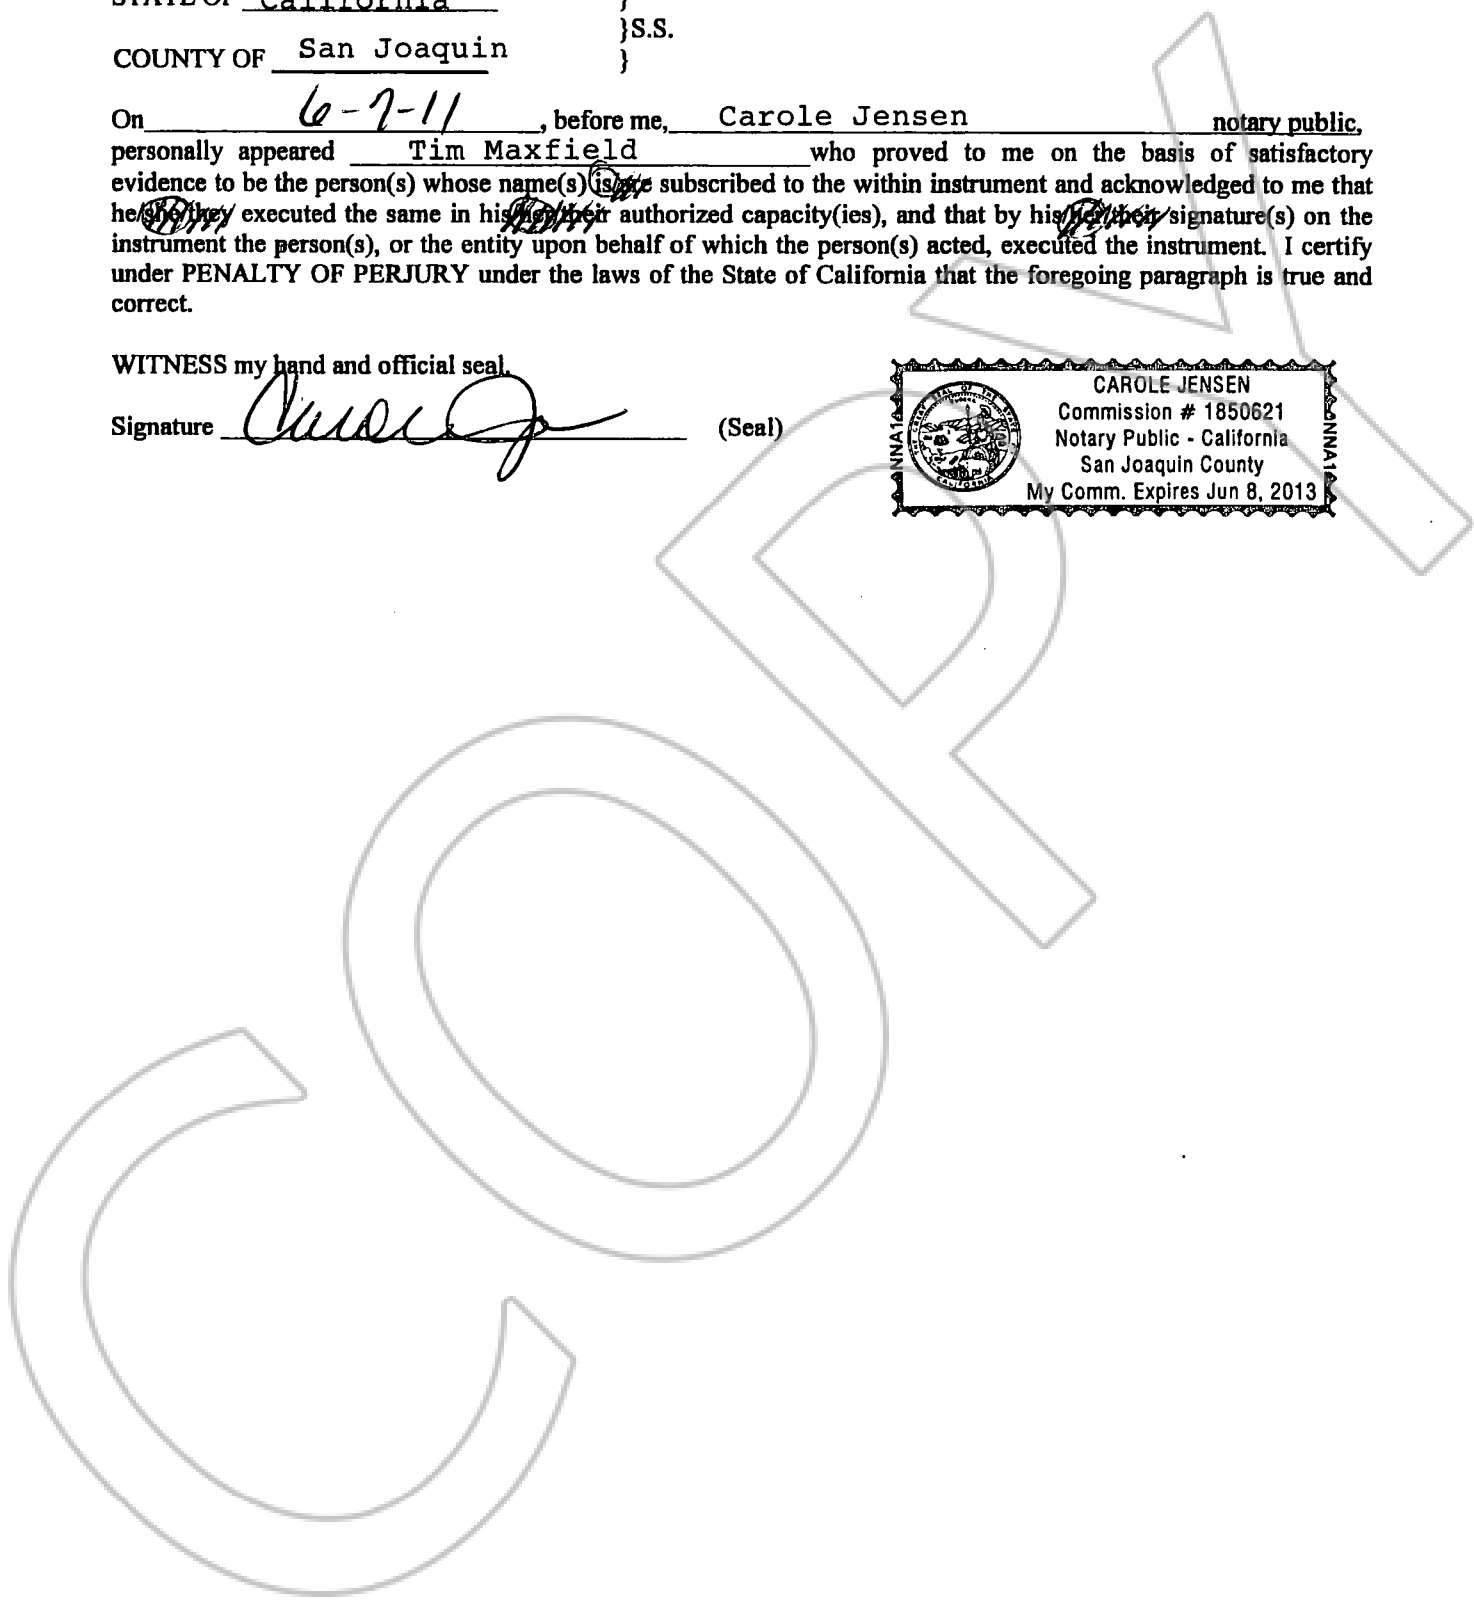 STATE OF California }
}S.S.
COUNTY OF San Joaquin }
On 6-7-11, before me, Carole Jensen notary public,
personally appeared Tim Maxfield who proved to me on the basis of satisfactory
evidence to be the person(s) whose name(s) is/are subscribed to the within instrument and acknowledged to me that
he/she/they executed the same in his/her/their authorized capacity(ies), and that by his/her/their signature(s) on the
instrument the person(s), or the entity upon behalf of which the person(s) acted, executed the instrument. I certify
under PENALTY OF PERJURY under the laws of the State of California that the foregoing paragraph is true and
correct.
WITNESS my hand and official seal.
Signature (Seal)
CAROLE JENSEN
Commission # 1850621
Notary Public - California
San Joaquin County
My Comm. Expires Jun 8, 2013
COPY